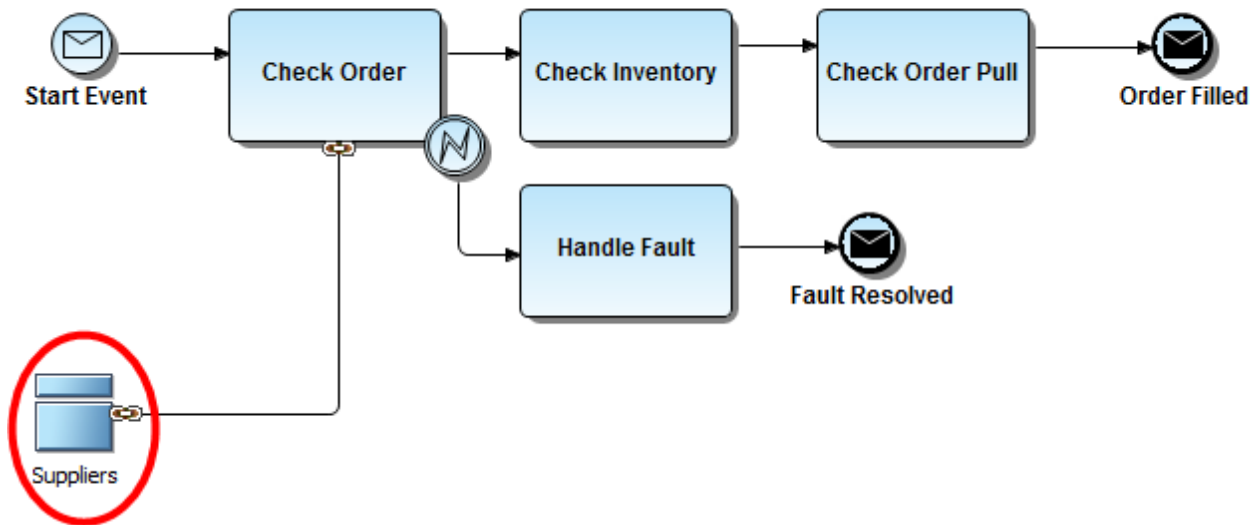 Check Order
Check Inventory
Check Order Pull
Start Event
Order Filled
Handle Fault
Fault Resolved
Suppliers